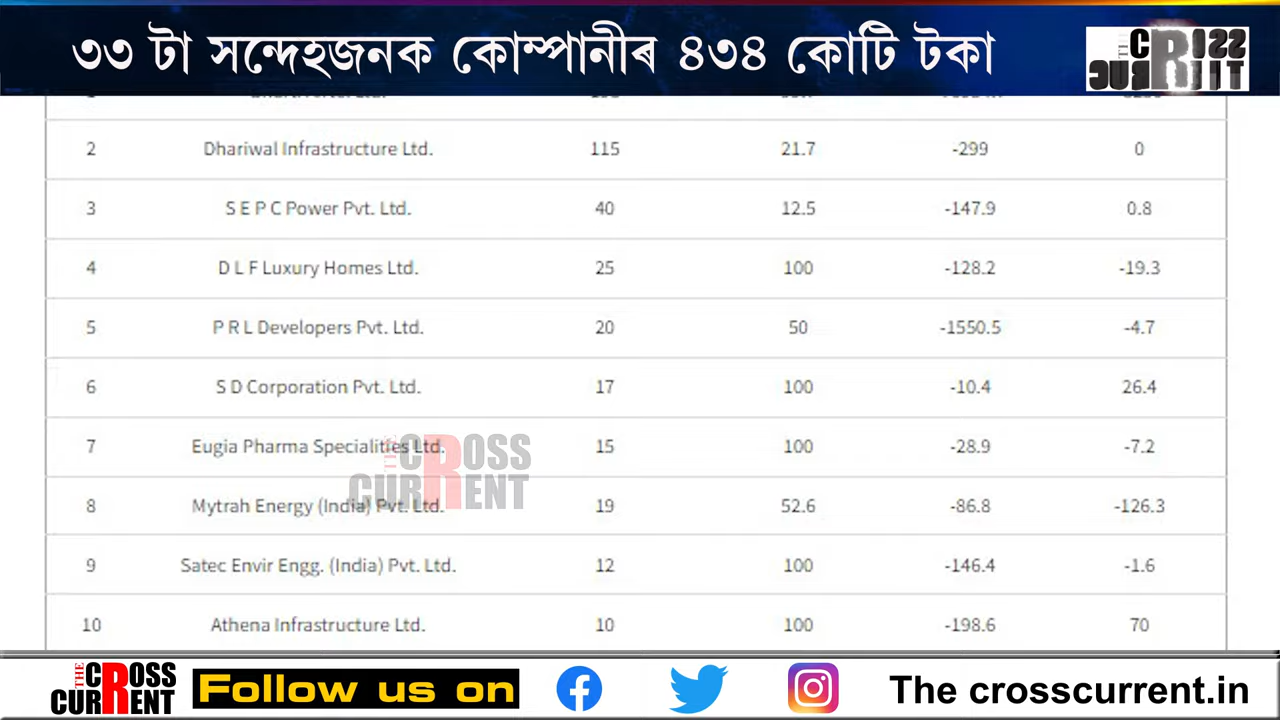 ৩৩ টা সন্দেহজনক কোম্পানীৰ ৪৩৪ কোটি টকা
2 Dhariwal Infrastructure Ltd. 115 21.7 -299 0
3 S E P C Power Pvt. Ltd. 40 12.5 -147.9 0.8
4 D L F Luxury Homes Ltd. 25 100 -128.2 -19.3
5 P R L Developers Pvt. Ltd. 20 50 -1550.5 -4.7
6 S D Corporation Pvt. Ltd. 17 100 -10.4 26.4
7 Eugia Pharma Specialities Ltd. 15 100 -28.9 -7.2
THE CROSS
CURRENT
8 Mytrah Energy (India) Pvt. Ltd. 19 52.6 -86.8 -126.3
9 Satec Envir Engg. (India) Pvt. Ltd. 12 100 -146.4 -1.6
10 Athena Infrastructure Ltd. 10 100 -198.6 70
THE CROSS
CURRENT
Follow us on
The crosscurrent.in